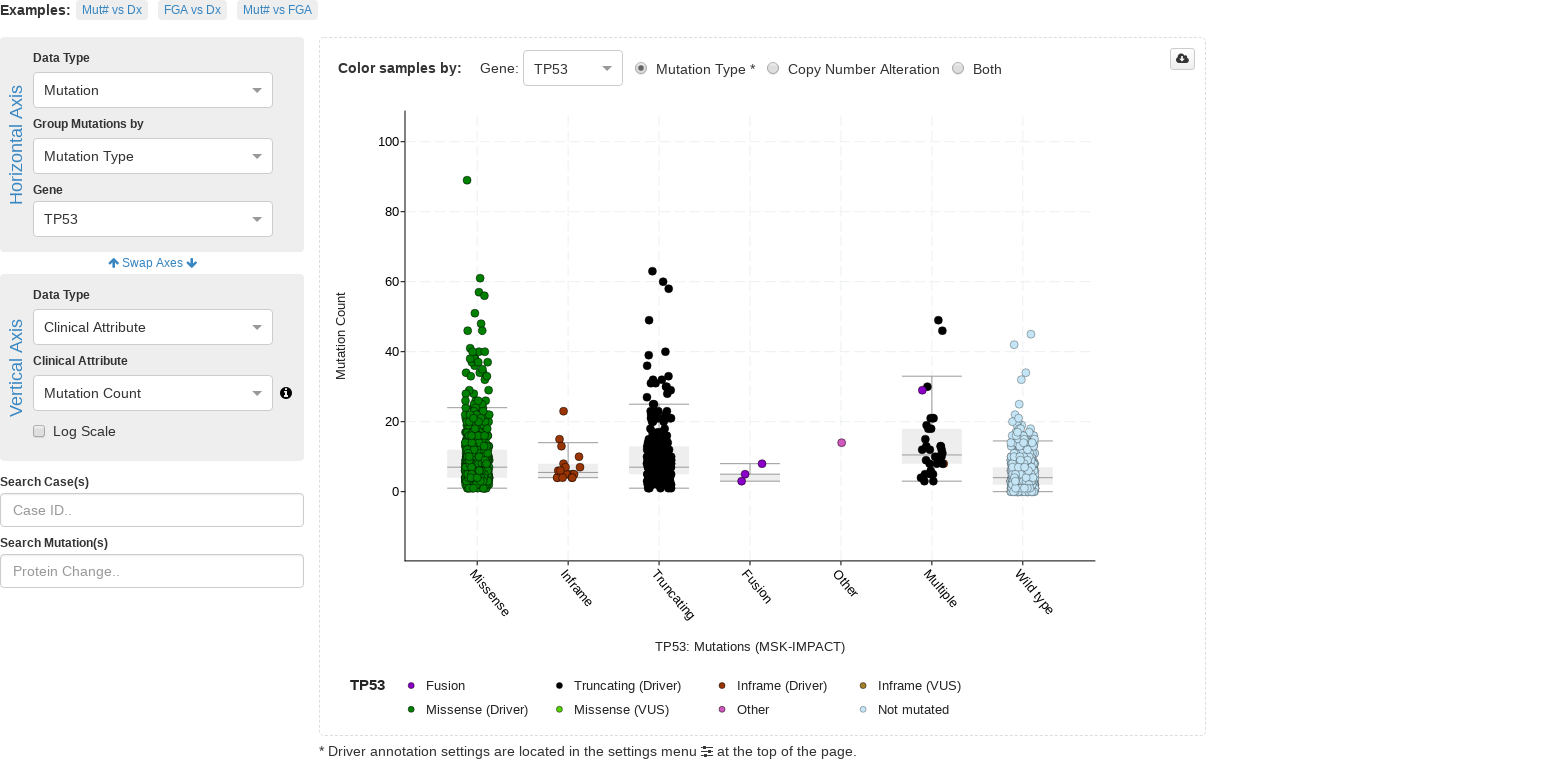 Examples: Mut# vs Dx FGA vs Dx Mut# vs FGA
Horizontal Axis
Data Type
Mutation
Group Mutations by
Mutation Type
Gene
TP53
Swap Axes
Vertical Axis
Data Type
Clinical Attribute
Clinical Attribute
Mutation Count
Log Scale
Search Case(s)
Case ID..
Search Mutation(s)
Protein Change..
Color samples by: Gene: TP53 Mutation Type * Copy Number Alteration Both
Mutation Count
100
80
60
40
20
0
Missense
Inframe
Truncating
Fusion
Other
Multiple
Wild type
TP53: Mutations (MSK-IMPACT)
TP53 Fusion Truncating (Driver) Inframe (Driver) Inframe (VUS)
Missense (Driver) Missense (VUS) Other Not mutated
* Driver annotation settings are located in the settings menu at the top of the page.